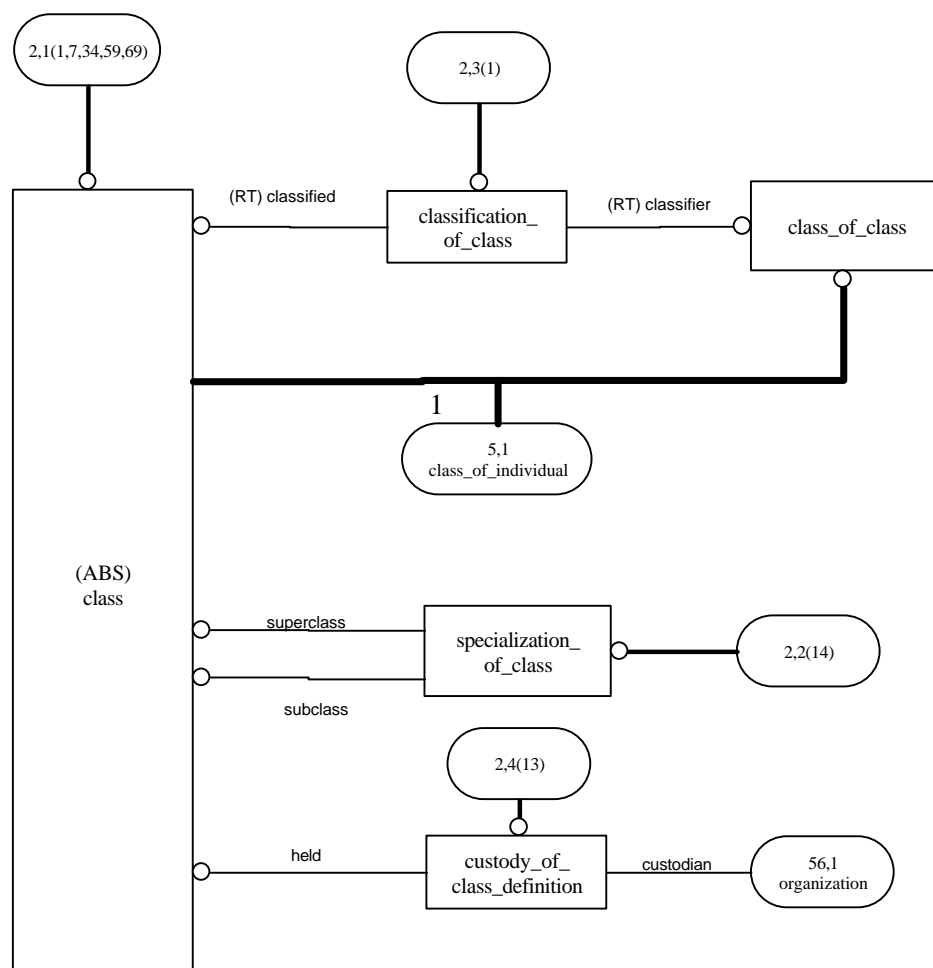 2,1(1,7,34,59,69)
2,3(1)
(RT) classified
classification_
of_class
(RT) classifier
class_of_class
1
5,1
class_of_individual
(ABS)
class
superclass
specialization_
of_class
2,2(14)
subclass
2,4(13)
held
custody_of_
class_definition
custodian
56,1
organization